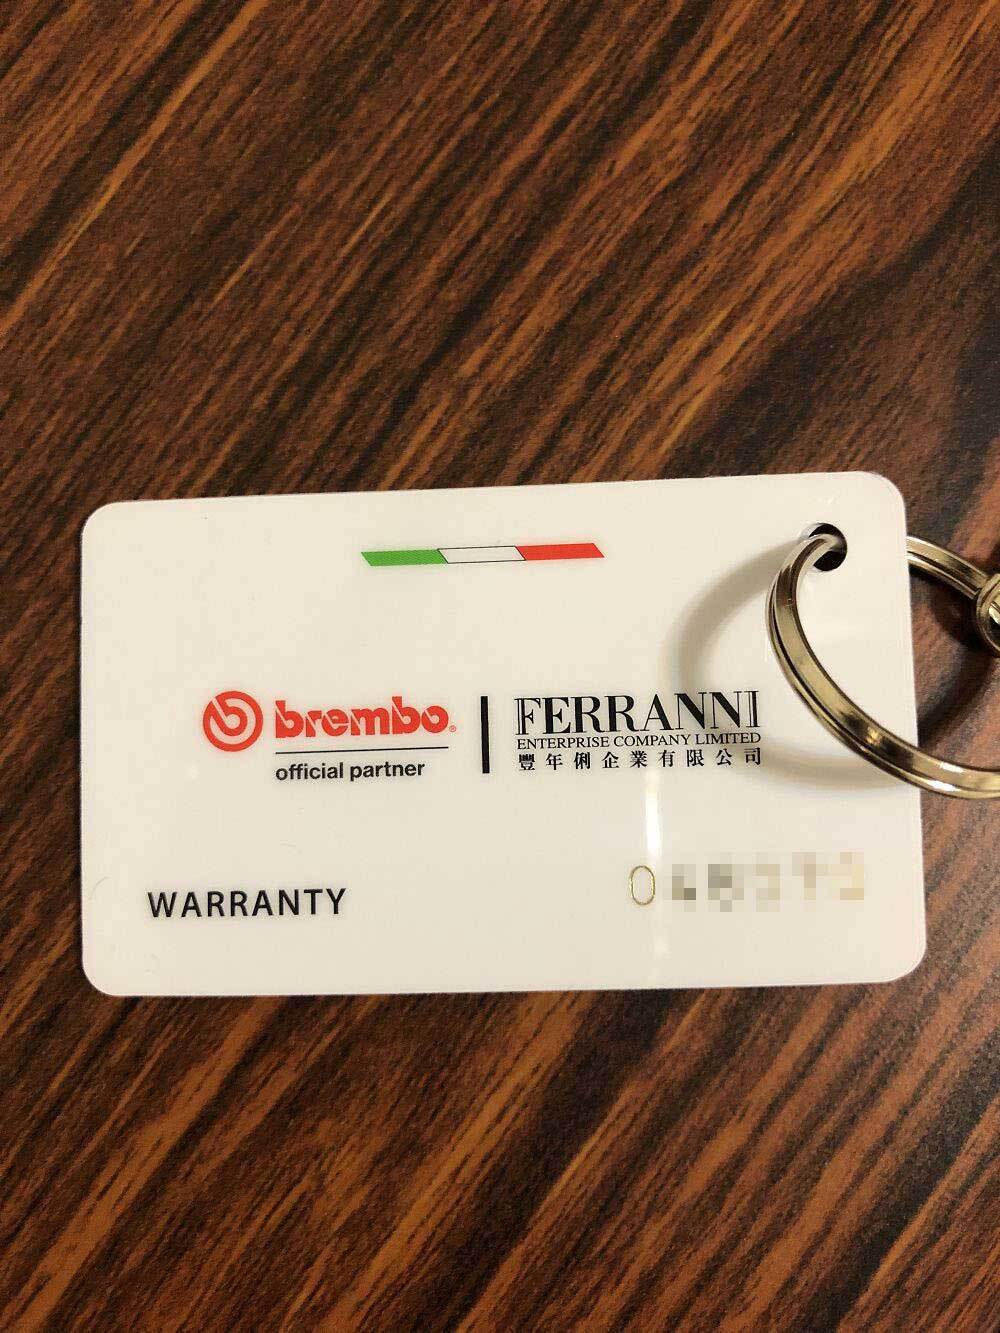 brembo®
official partner
FERRANNI
ENTERPRISE COMPANY LIMITED
豐年俐企業有限公司
WARRANTY